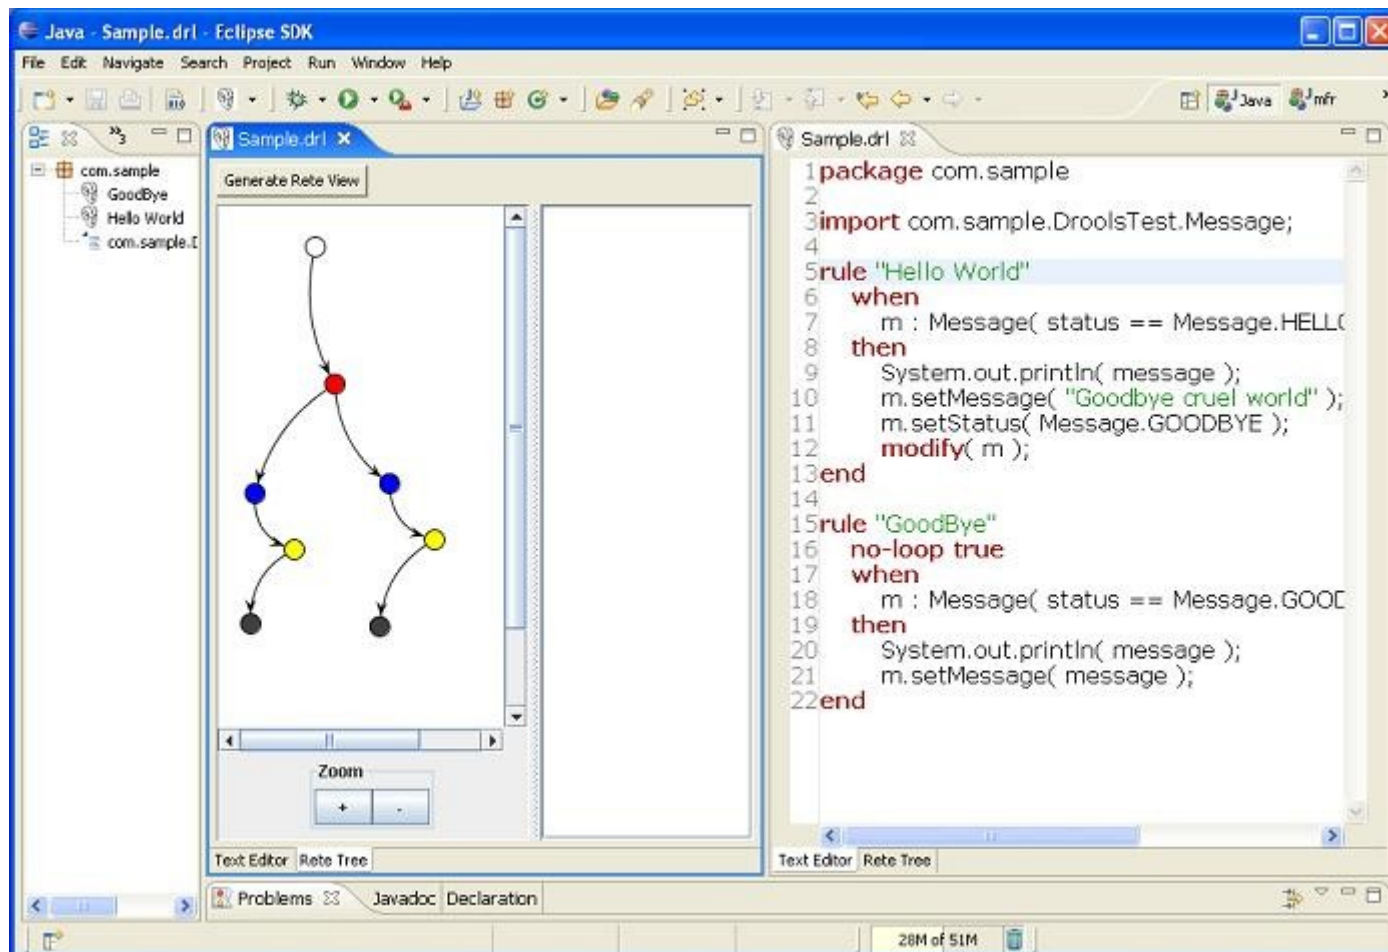 Java - Sample.drl - Eclipse SDK
File Edit Navigate Search Project Run Window Help
Java mfr
3
com.sample
GoodBye
Hello World
com.sample.D
Sample.drl
Generate Rete View
Zoom
+ -
Text Editor Rete Tree
Sample.drl
1 package com.sample
2
3 import com.sample.DroolsTest.Message;
4
5 rule "Hello World"
6 when
7 m : Message( status == Message.HELLO
8 then
9 System.out.println( message );
10 m.setMessage( "Goodbye cruel world" );
11 m.setStatus( Message.GOODBYE );
12 modify( m );
13 end
14
15 rule "GoodBye"
16 no-loop true
17 when
18 m : Message( status == Message.GOOD
19 then
20 System.out.println( message );
21 m.setMessage( message );
22 end
Text Editor Rete Tree
Problems Javadoc Declaration
28M of 51M